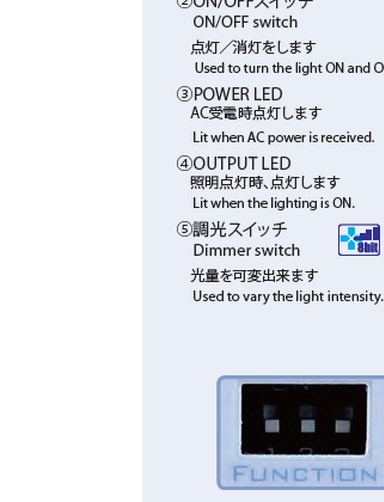 ②ON/OFFスイッチ
ON/OFF switch
点灯／消灯をします
Used to turn the light ON and O
③POWER LED
AC受電時点灯します
Lit when AC power is received.
④OUTPUT LED
照明点灯時、点灯します
Lit when the lighting is ON.
⑤調光スイッチ
8bit
Dimmer switch
光量を可変出来ます
Used to vary the light intensity.
1 2 3
FUNCTION